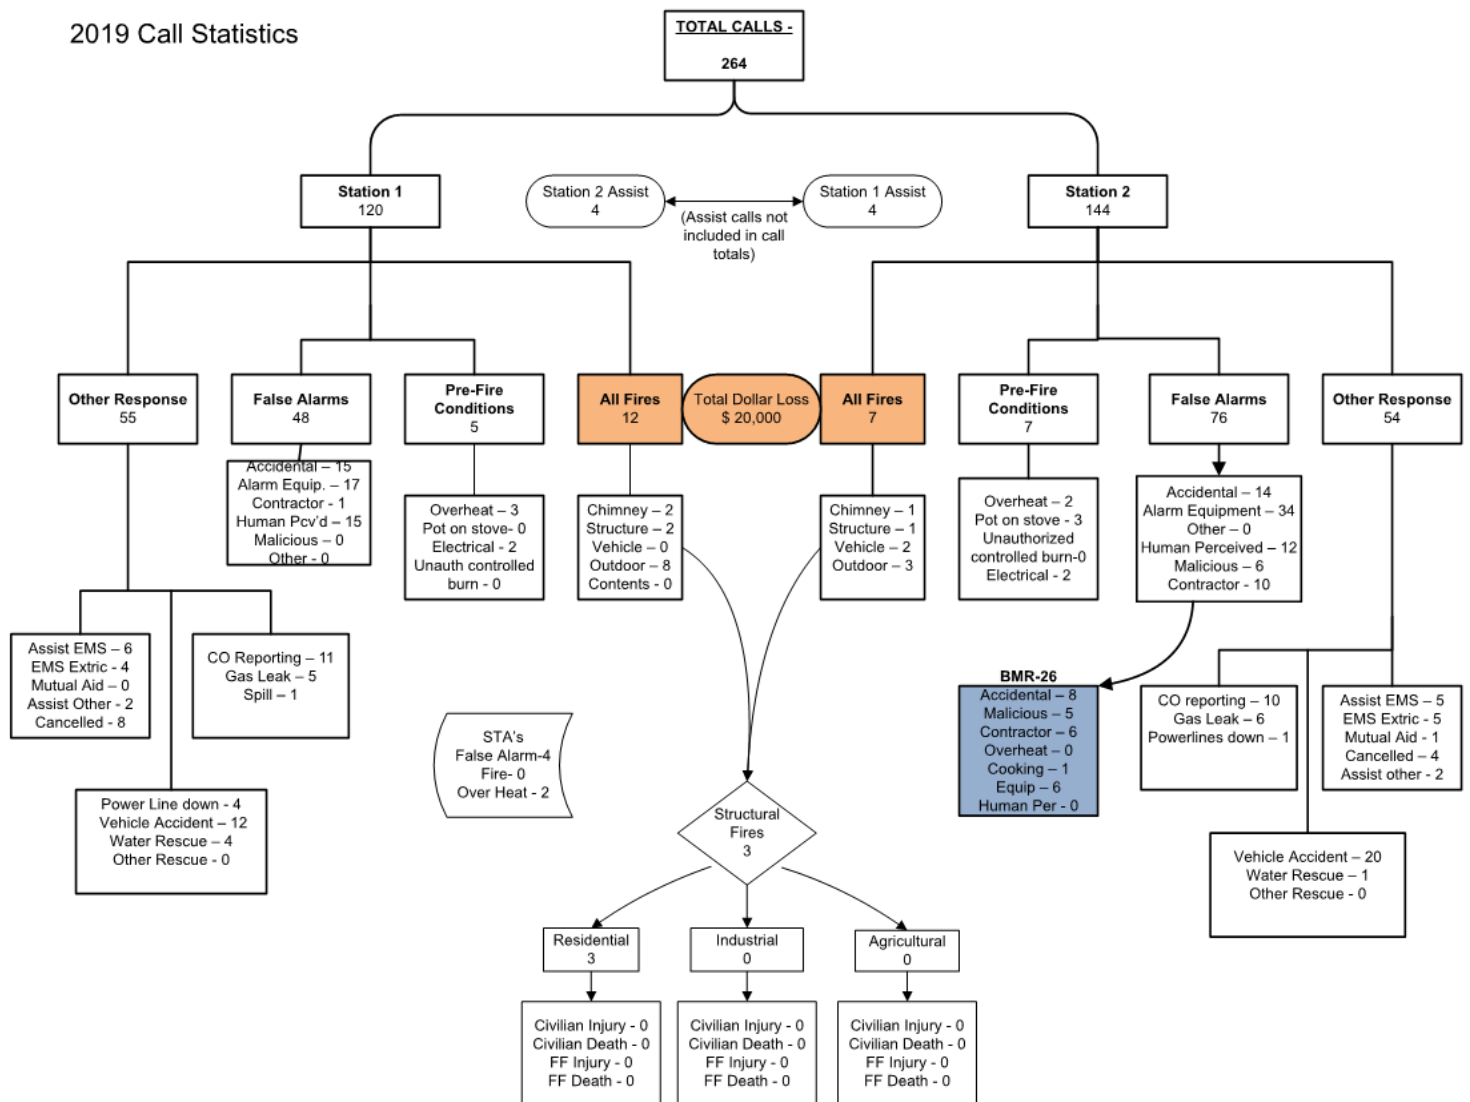 2019 Call Statistics
TOTAL CALLS -
264
Station 1
120
Station 2 Assist
4
Station 1 Assist
4
(Assist calls not
included in call
totals)
Station 2
144
Other Response
55
False Alarms
48
Pre-Fire
Conditions
5
All Fires
12
Total Dollar Loss
$ 20,000
All Fires
7
Pre-Fire
Conditions
7
False Alarms
76
Other Response
54
Accidental – 15
Alarm Equip. – 17
Contractor - 1
Human Pcv'd – 15
Malicious – 0
Other - 0
Overheat – 3
Pot on stove- 0
Electrical - 2
Unauth controlled
burn - 0
Chimney – 2
Structure – 2
Vehicle – 0
Outdoor – 8
Contents – 0
Chimney – 1
Structure – 1
Vehicle – 2
Outdoor – 3
Overheat – 2
Pot on stove - 3
Unauthorized
controlled burn-0
Electrical - 2
Accidental – 14
Alarm Equipment – 34
Other – 0
Human Perceived – 12
Malicious – 6
Contractor - 10
Assist EMS – 6
EMS Extric - 4
Mutual Aid – 0
Assist Other - 2
Cancelled - 8
CO Reporting – 11
Gas Leak – 5
Spill – 1
Power Line down - 4
Vehicle Accident – 12
Water Rescue – 4
Other Rescue - 0
STA's
False Alarm-4
Fire- 0
Over Heat - 2
BMR-26
Accidental – 8
Malicious – 5
Contractor – 6
Overheat – 0
Cooking – 1
Equip – 6
Human Per - 0
CO reporting – 10
Gas Leak – 6
Powerlines down – 1
Assist EMS – 5
EMS Extric – 5
Mutual Aid - 1
Cancelled – 4
Assist other - 2
Vehicle Accident – 20
Water Rescue – 1
Other Rescue - 0
Structural
Fires
3
Residential
3
Industrial
0
Agricultural
0
Civilian Injury - 0
Civilian Death - 0
FF Injury - 0
FF Death - 0
Civilian Injury - 0
Civilian Death - 0
FF Injury - 0
FF Death - 0
Civilian Injury - 0
Civilian Death - 0
FF Injury - 0
FF Death - 0